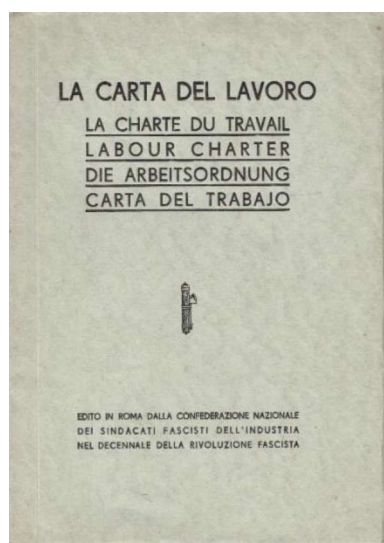 LA CARTA DEL LAVORO
LA CHARTE DU TRAVAIL
LABOUR CHARTER
DIE ARBEITSORDNUNG
CARTA DEL TRABAJO
EDITO IN ROMA DALLA CONFEDERAZIONE NAZIONALE
DEI SINDACATI FASCISTI DELL'INDUSTRIA
NEL DECENNALE DELLA RIVOLUZIONE FASCISTA